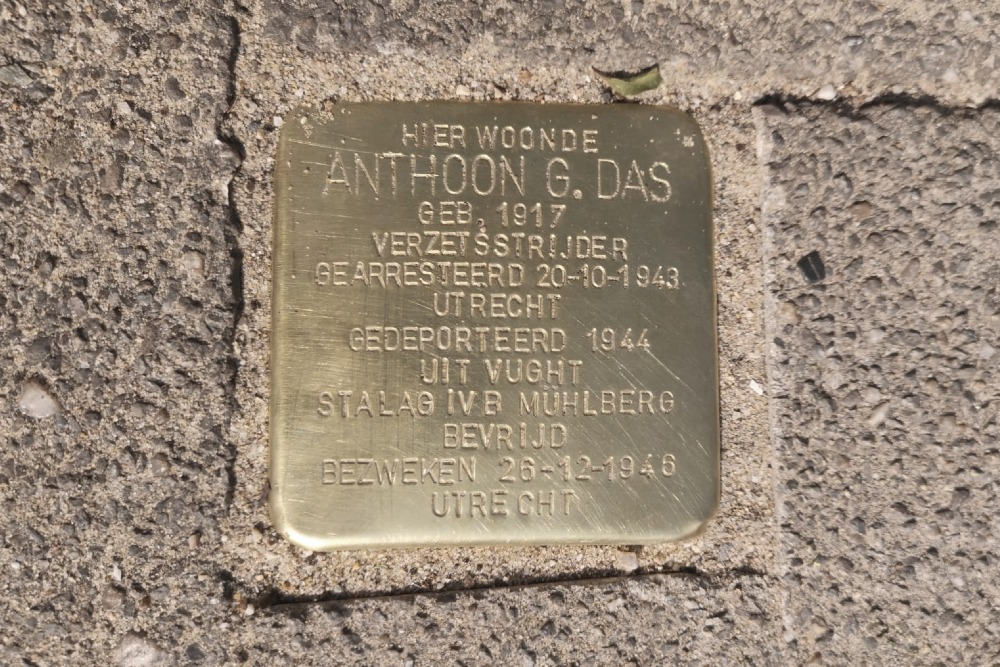 HIER WOONDE
ANTHOON G. DAS
GEB. 1917
VERZETSSTRIJDER
GEARRESTEERD 20-10-1943
UTRECHT
GEDEPORTEERD 1944
UIT VUGHT
STALAG IVB MÜHLBERG
BEVRIJD
BEZWEKEN 26-12-1946
UTRECHT